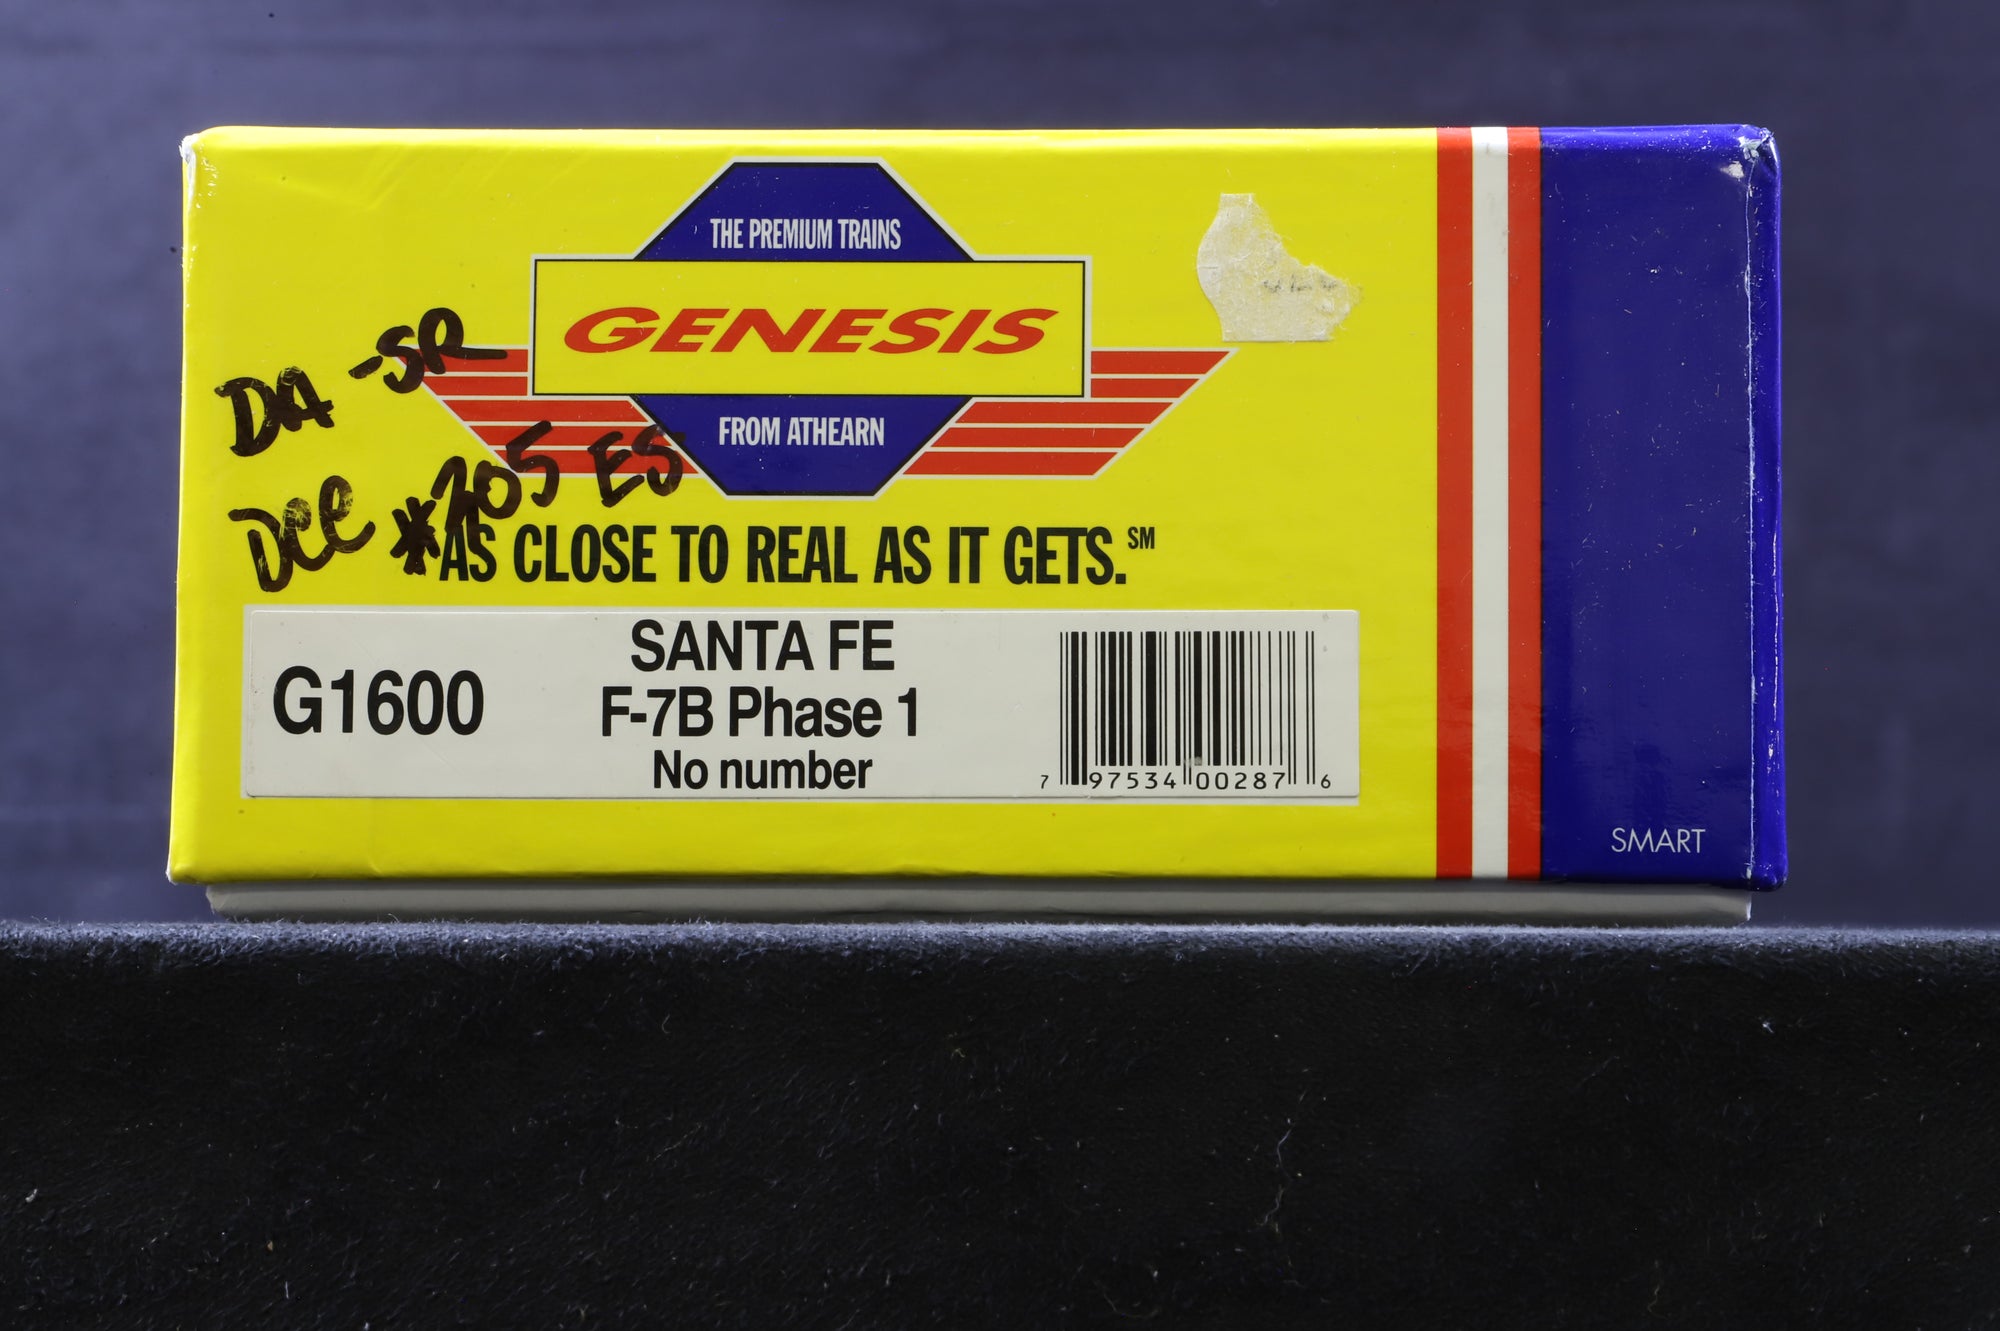 THE PREMIUM TRAINS
GENESIS
FROM ATHEARN
DA -SR
DCC *205 ES
AS CLOSE TO REAL AS IT GETS.℠
G1600
SANTA FE
F-7B Phase 1
No number
7 97534 00287 6
SMART